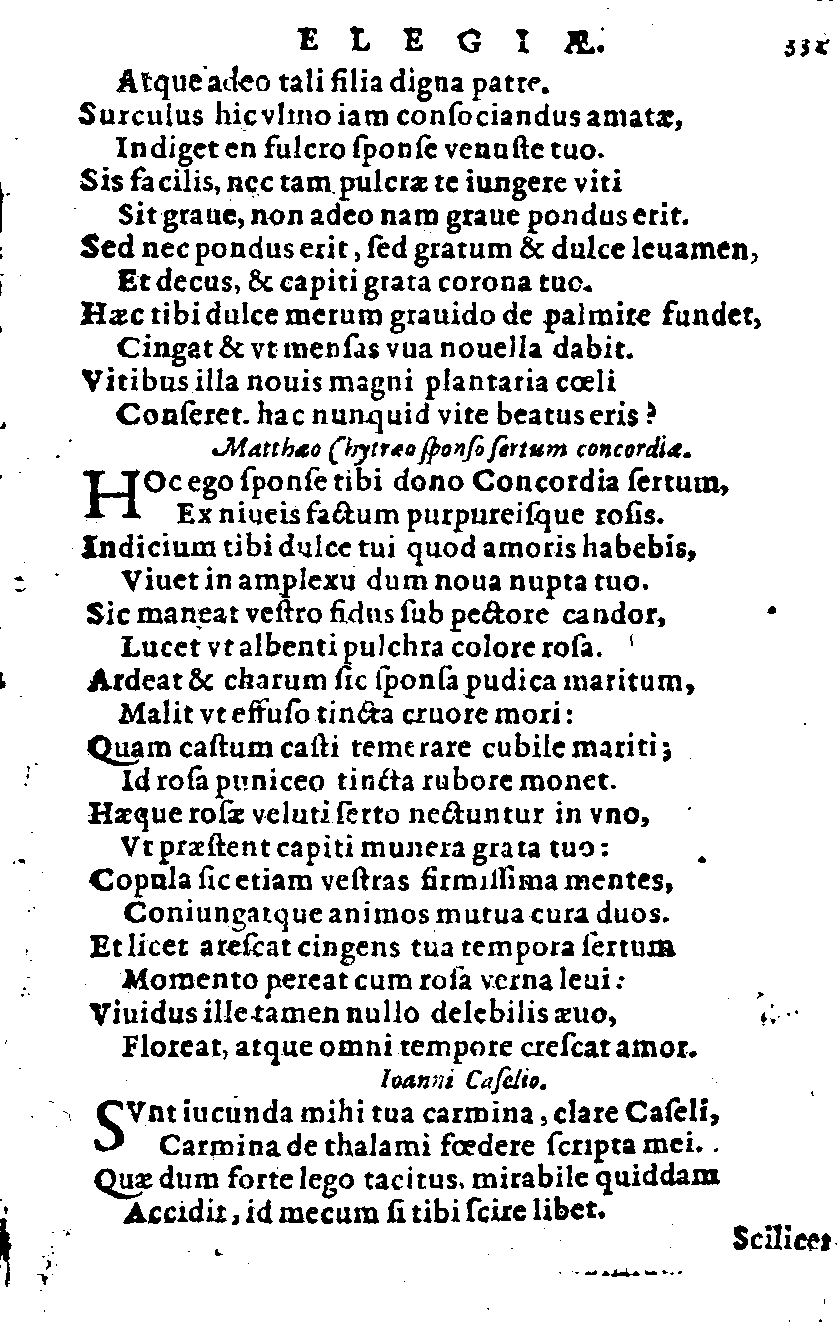 ELEGIÆ. 331
Atque adeo tali filia digna patre.
Surculus hic vlmo iam conſociandus amatæ,
Indiget en fulcro ſponſe venuſte tuo.
Sis facilis, nec tam pulcræ te iungere viti
Sit graue, non adeo nam graue pondus erit.
Sed nec pondus erit, ſed gratum & dulce leuamen,
Et decus, & capiti grata corona tuo.
Hæc tibi dulce merum grauido de palmite fundet,
Cingat & vt menſas vua nouella dabit.
Vitibus illa nouis magni plantaria cœli
Conſeret. hac nunquid vite beatus eris?
Matthæo Chytræo ſponſo ſertum concordiæ.
HOc ego ſponſe tibi dono Concordia ſertum,
Ex niueis factum purpureiſque roſis.
Indicium tibi dulce tui quod amoris habebis,
Viuet in amplexu dum noua nupta tuo.
Sic maneat veſtro fidus ſub pectore candor,
Lucet vt albenti pulchra colore roſa.
Ardeat & charum ſic ſponſa pudica maritum,
Malit vt effuſo tincta cruore mori:
Quam caſtum caſti temerare cubile mariti;
Id roſa puniceo tincta rubore monet.
Hæque roſæ veluti ſerto nectuntur in vno,
Vt præſtent capiti munera grata tuo:
Copula ſic etiam veſtras firmiſſima mentes,
Coniungatque animos mutua cura duos.
Et licet areſcat cingens tua tempora ſertum
Momento pereat cum roſa verna leui:
Viuidus ille tamen nullo delebilis æuo,
Floreat, atque omni tempore creſcat amor.
Ioanni Caſelio.
SVnt iucunda mihi tua carmina, clare Caſeli,
Carmina de thalami fœdere ſcripta mei.
Quæ dum forte lego tacitus, mirabile quiddam
Accidit, id mecum ſi tibi ſcire libet.
Scilicet